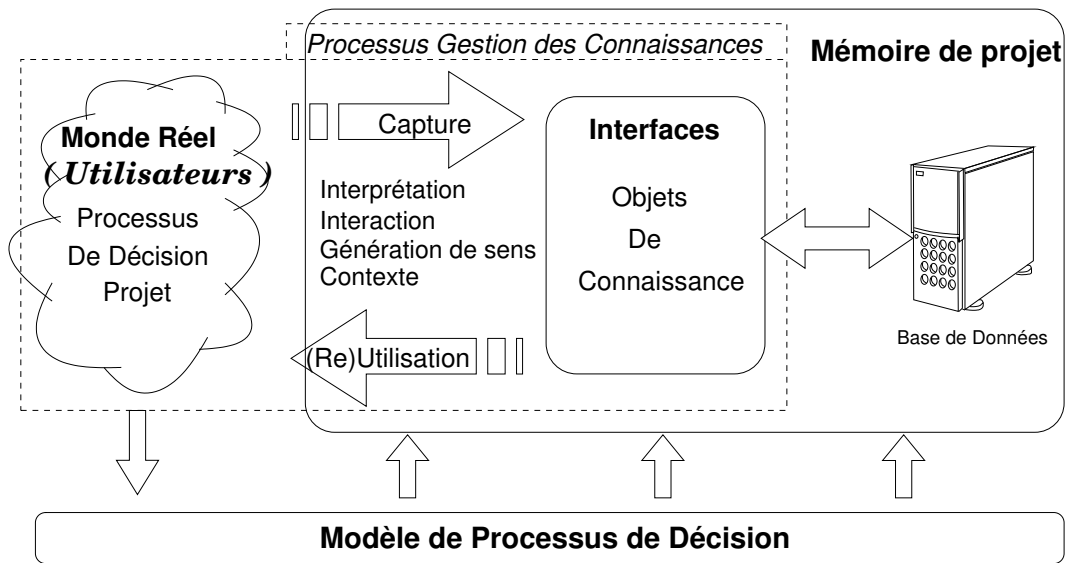 Processus Gestion des Connaissances
Mémoire de projet
Monde Réel
( Utilisateurs )
Processus
De Décision
Projet
Capture
Interprétation
Interaction
Génération de sens
Contexte
(Re)Utilisation
Interfaces
Objets
De
Connaissance
Base de Données
Modèle de Processus de Décision